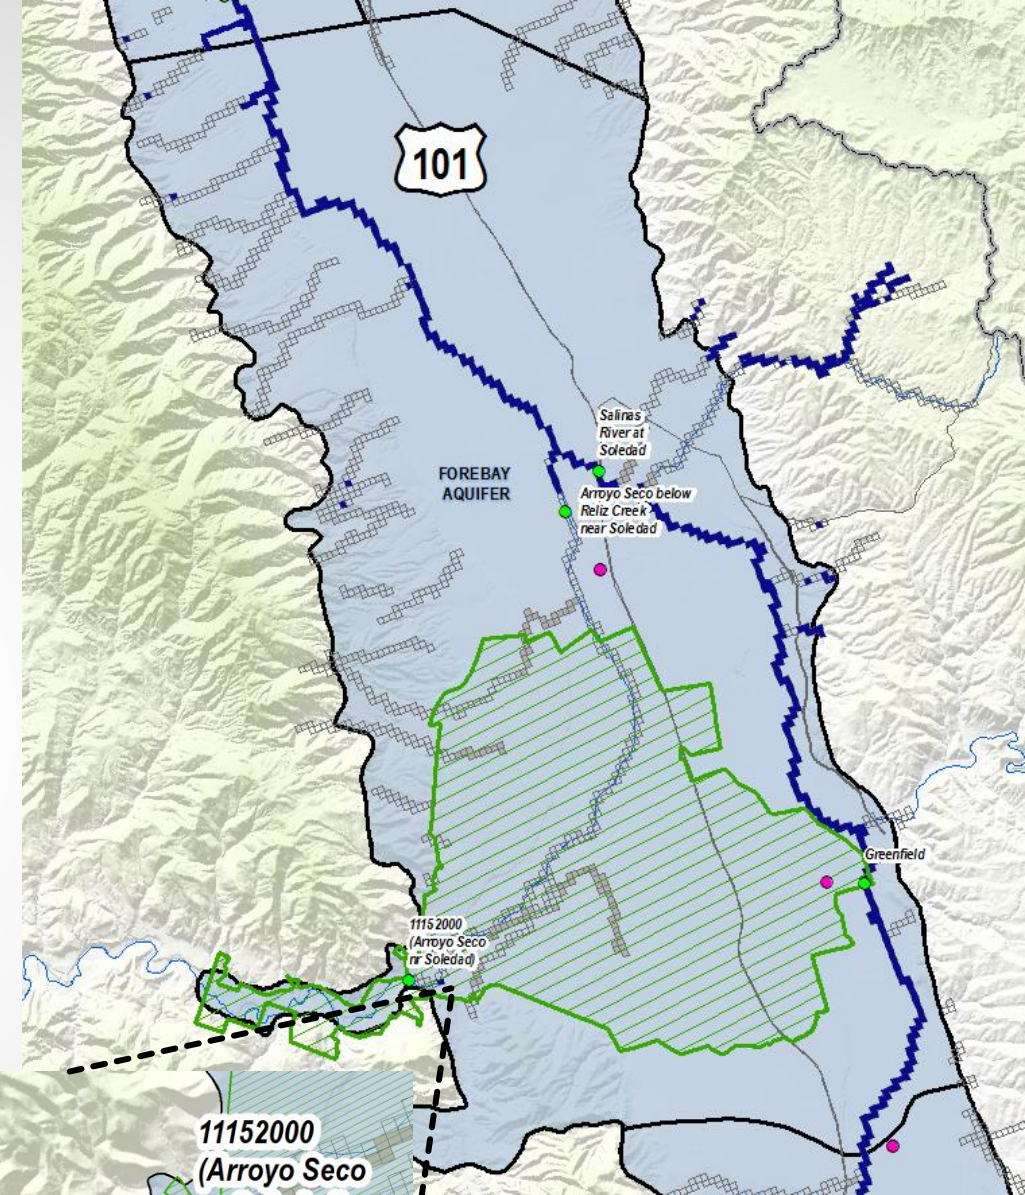 101
Salinas
River at
Soledad
FOREBAY
AQUIFER
Arroyo Seco below
Reliz Creek
near Soledad
Greenfield
11152000
(Arroyo Seco
nr Soledad)
11152000
(Arroyo Seco